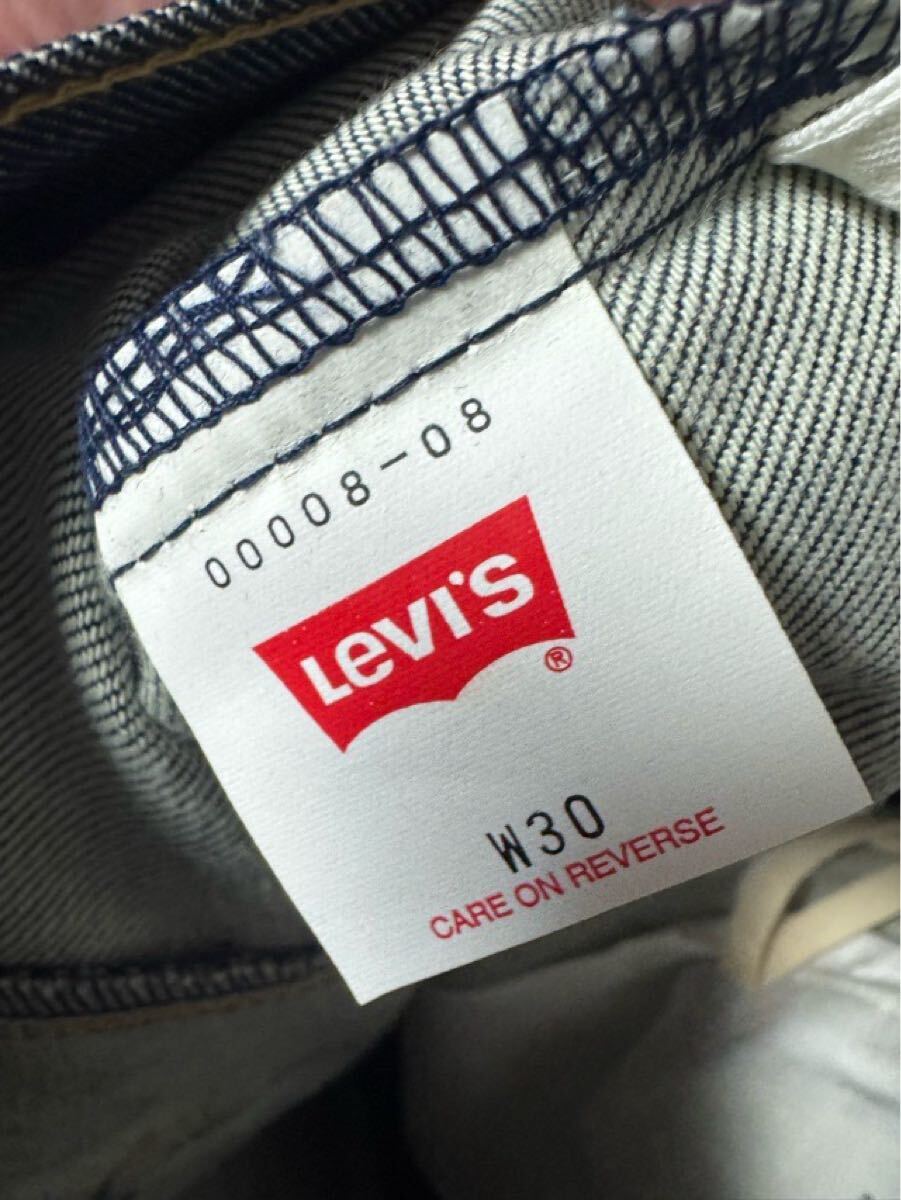 00008-08
Levi's
®
W30
CARE ON REVERSE